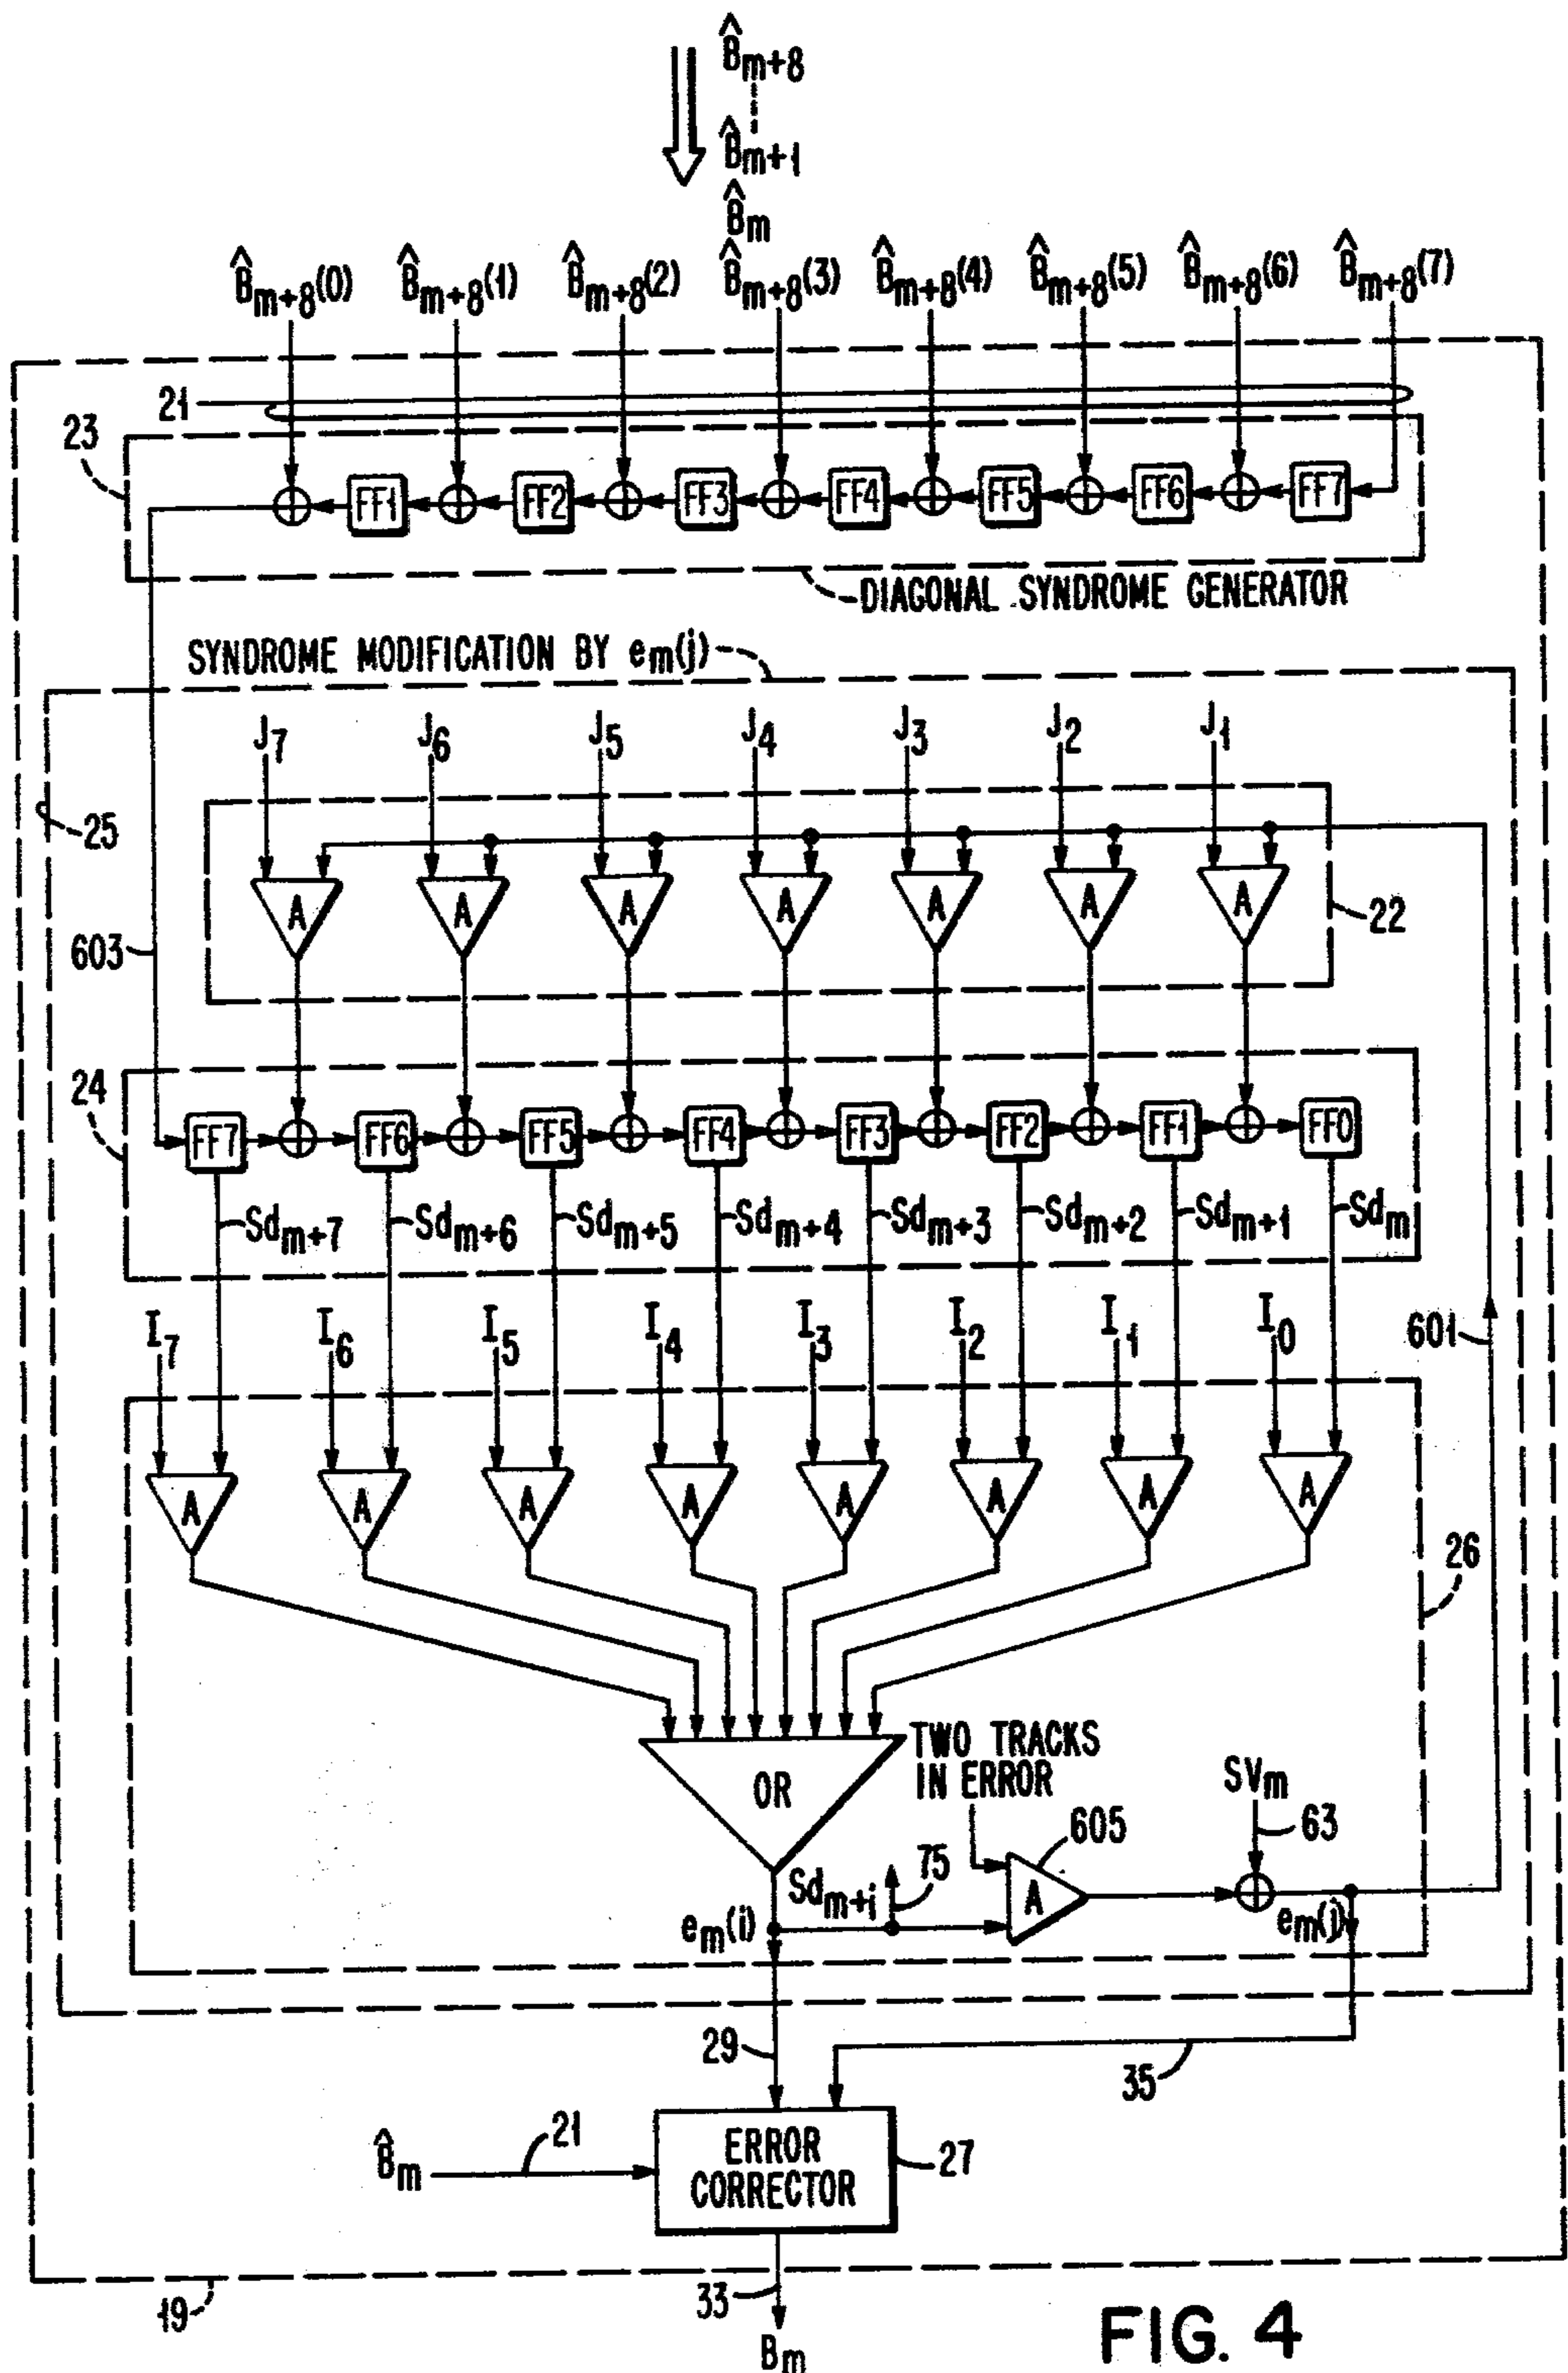 B̂m+8
B̂m+1
B̂m
B̂m+8(0) B̂m+8(1) B̂m+8(2) B̂m+8(3) B̂m+8(4) B̂m+8(5) B̂m+8(6) B̂m+8(7)
21
23
FF1 FF2 FF3 FF4 FF5 FF6 FF7
DIAGONAL SYNDROME GENERATOR
SYNDROME MODIFICATION BY em(j)
J7 J6 J5 J4 J3 J2 J1
25
A A A A A A A
22
603
24
FF7 FF6 FF5 FF4 FF3 FF2 FF1 FF0
Sdm+7 Sdm+6 Sdm+5 Sdm+4 Sdm+3 Sdm+2 Sdm+1 Sdm
I7 I6 I5 I4 I3 I2 I1 I0
601
A A A A A A A A
26
OR
TWO TRACKS
IN ERROR
SVm
63
605
A
75
Sdm+i
em(i)
em(j)
29
35
B̂m
21
ERROR
CORRECTOR
27
19
33
Bm
FIG. 4